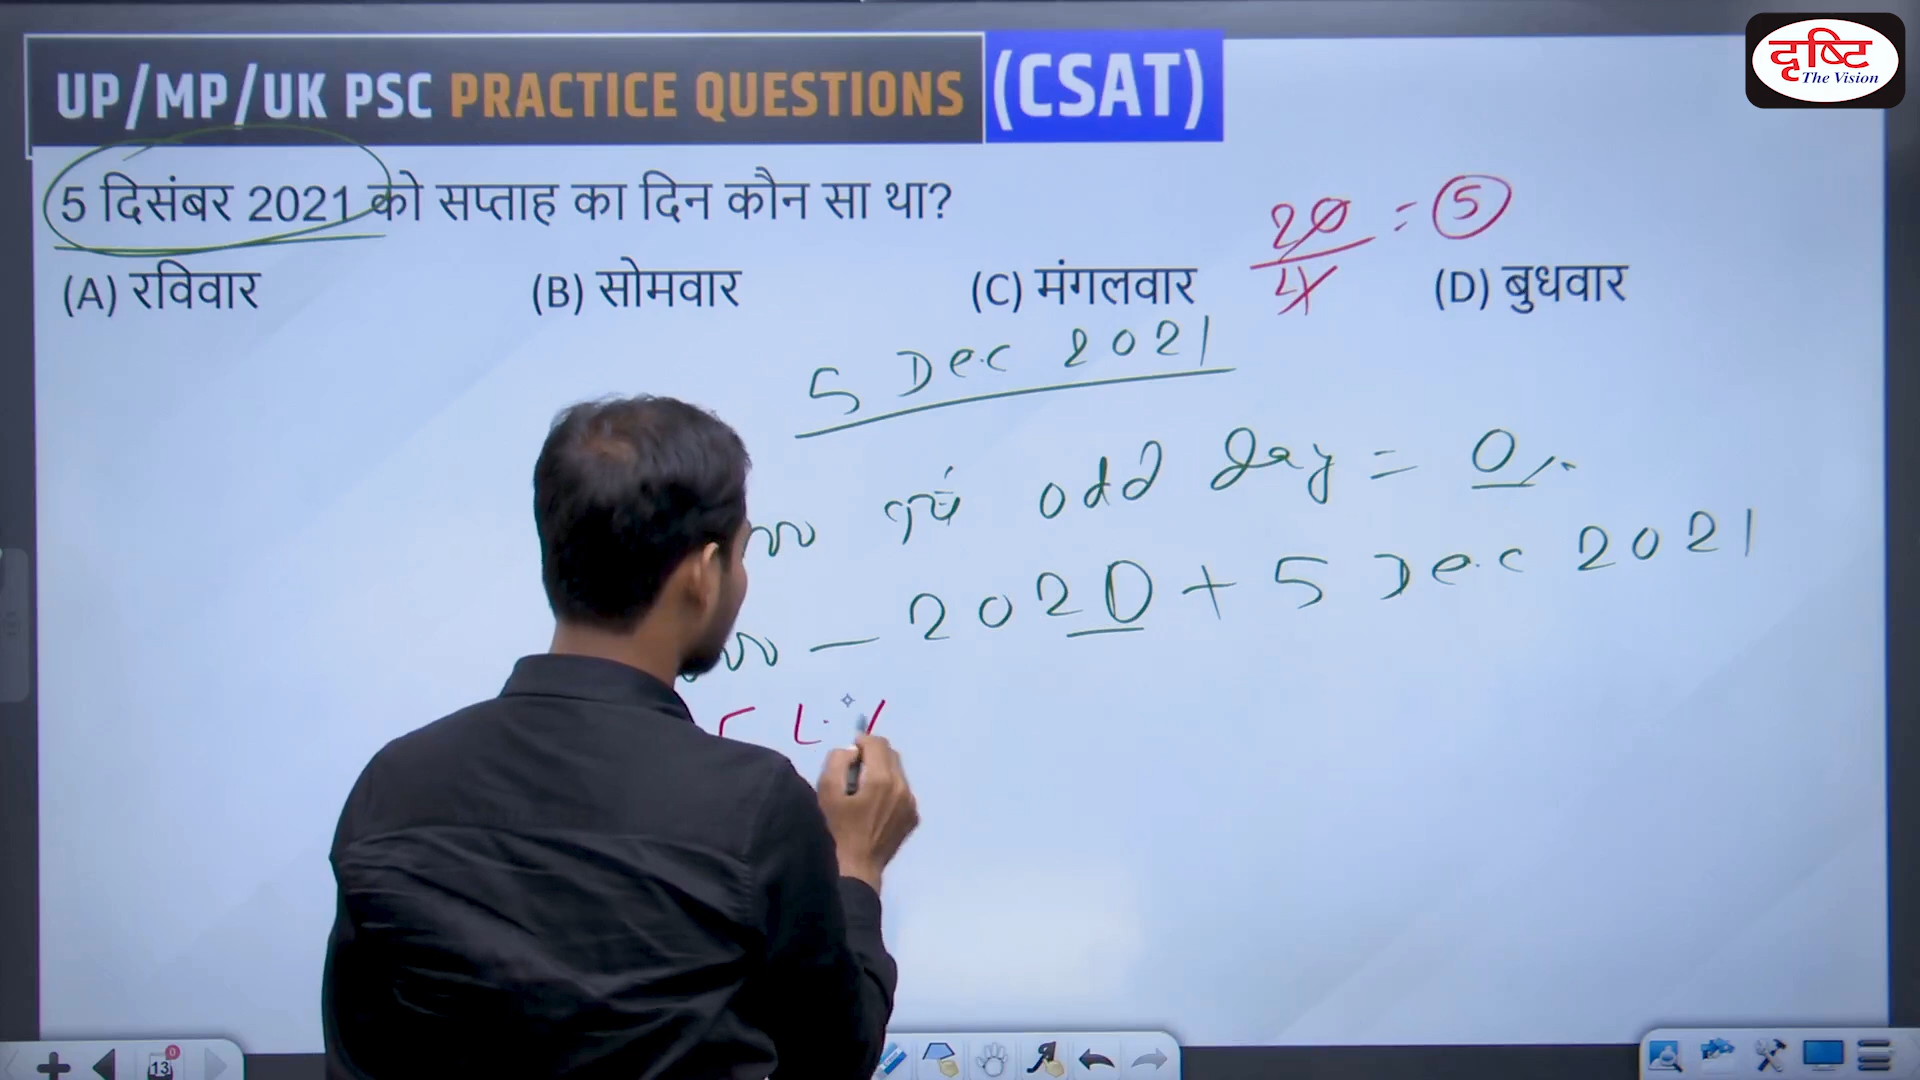 UP/MP/UK PSC PRACTICE QUESTIONS (CSAT)
दृष्टि
The Vision
5 दिसंबर 2021 को सप्ताह का दिन कौन सा था?
20/4 = 5
(A) रविवार (B) सोमवार (C) मंगलवार (D) बुधवार
5 Dec 2021
odd day = 0
- 2020 + 5 Dec 2021
13
0